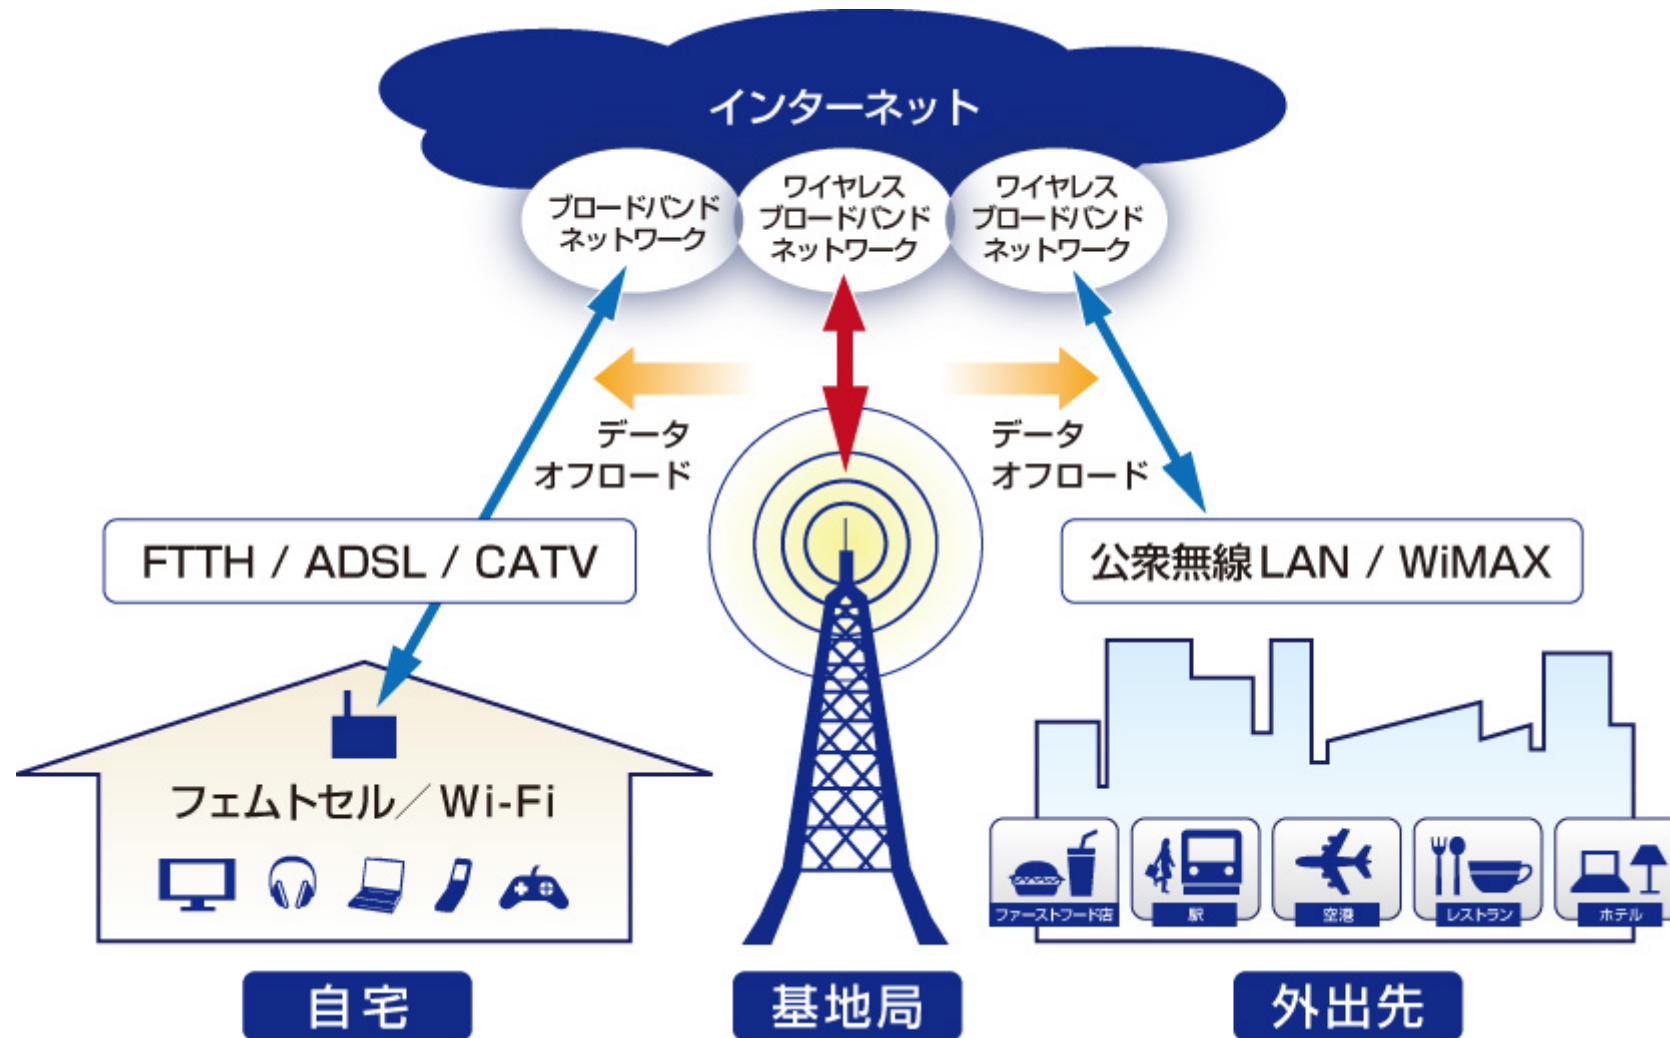 インターネット
ブロードバンド
ネットワーク
ワイヤレス
ブロードバンド
ネットワーク
ワイヤレス
ブロードバンド
ネットワーク
データ
オフロード
データ
オフロード
FTTH / ADSL / CATV
公衆無線LAN / WiMAX
フェムトセル／Wi-Fi
ファーストフード店
駅
空港
レストラン
ホテル
自宅
基地局
外出先